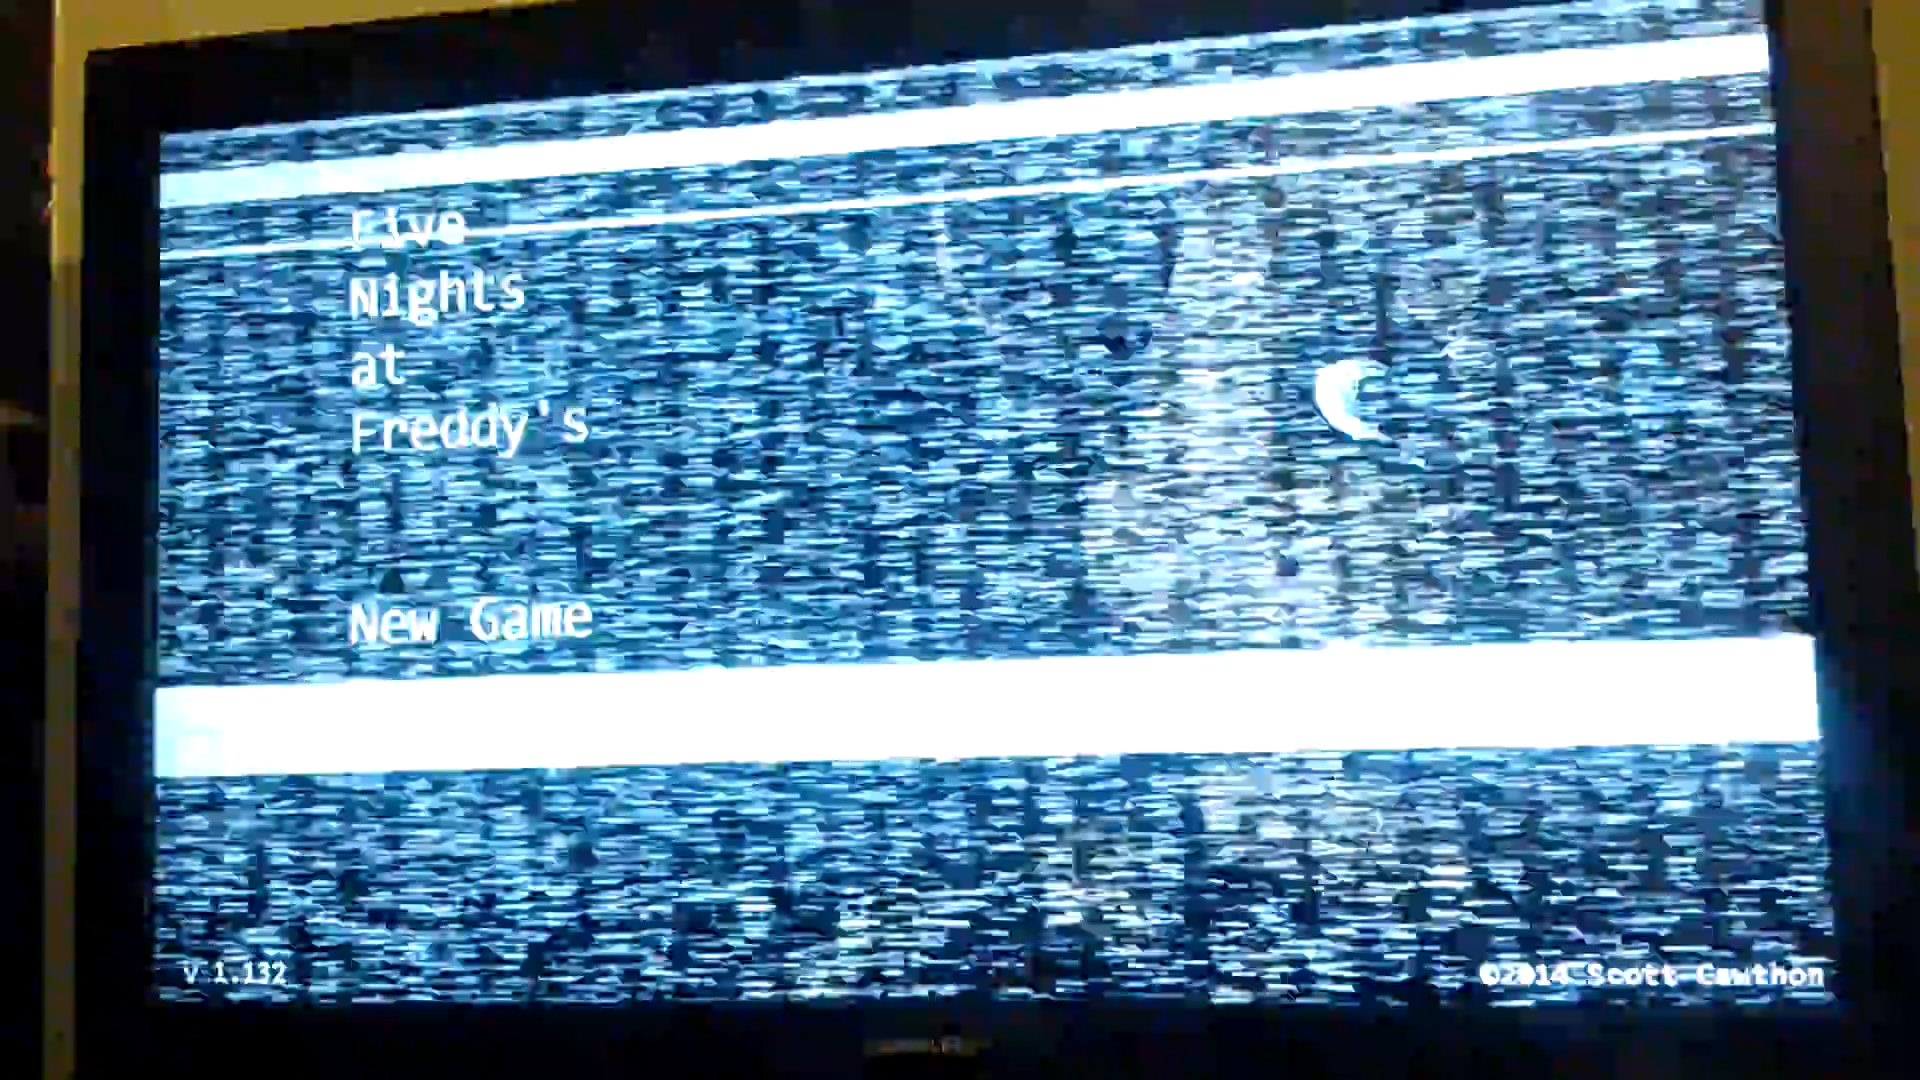 Five
Nights
at
Freddy's
New Game
v 1.132
©2014 Scott Cawthon